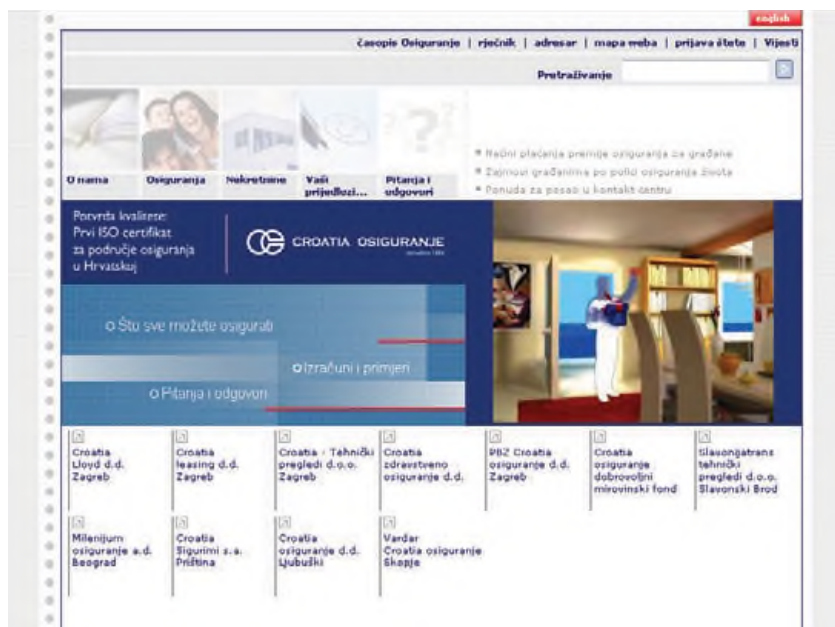 english
časopis Osiguranje | rječnik | adresar | mapa weba | prijava štete | Vijesti
Pretraživanje
Načini plaćanja premije osiguranja za građane
Zajmovi građanima po polici osiguranja života
Ponuda za posao u kontakt centru
O nama
Osiguranja
Nekretnine
Vaši
prijedlozi...
Pitanja i
odgovori
Potvrda kvalitete:
Prvi ISO certifikat
za područje osiguranja
u Hrvatskoj
CROATIA OSIGURANJE
Što sve možete osigurati
Izračuni i primjeri
Pitanja i odgovori
Croatia
Lloyd d.d.
Zagreb
Croatia
leasing d.d.
Zagreb
Croatia - Tehnički
pregledi d.o.o.
Zagreb
Croatia
zdravstveno
osiguranje d.d.
PBZ Croatia
osiguranje d.d.
Zagreb
Croatia
osiguranje
dobrovoljni
mirovinski fond
Slavonijatrans
tehnički
pregledi d.o.o.
Slavonski Brod
Milenijum
osiguranje a.d.
Beograd
Croatia
Sigurimi s.a.
Priština
Croatia
osiguranje d.d.
Ljubuški
Vardar
Croatia osiguranje
Skopje